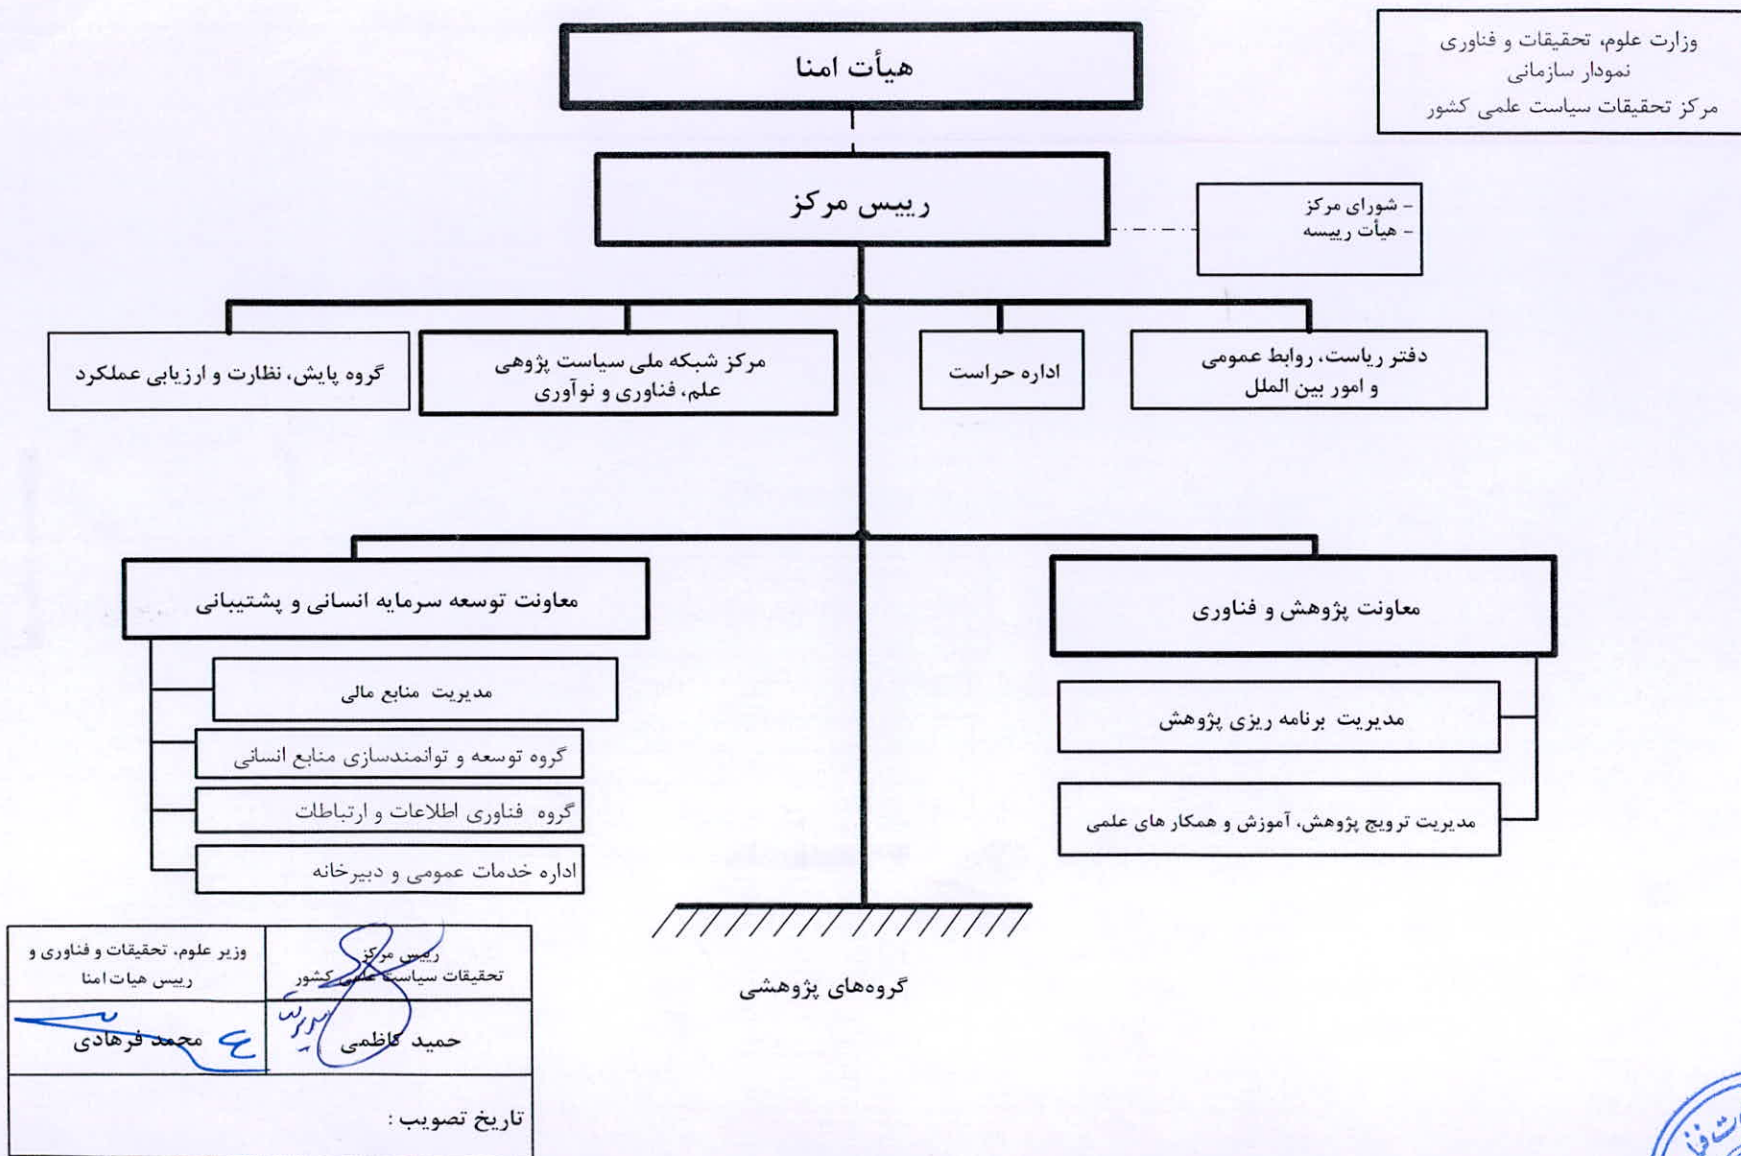 وزارت علوم، تحقیقات و فناوری
نمودار سازمانی
مرکز تحقیقات سیاست علمی کشور
هیأت امنا
رییس مرکز
- شورای مرکز
- هیأت رییسه
دفتر ریاست، روابط عمومی
و امور بین الملل
اداره حراست
مرکز شبکه ملی سیاست پژوهی
علم، فناوری و نوآوری
گروه پایش، نظارت و ارزیابی عملکرد
معاونت پژوهش و فناوری
مدیریت برنامه ریزی پژوهش
مدیریت ترویج پژوهش، آموزش و همکار های علمی
معاونت توسعه سرمایه انسانی و پشتیبانی
مدیریت منابع مالی
گروه توسعه و توانمندسازی منابع انسانی
گروه فناوری اطلاعات و ارتباطات
اداره خدمات عمومی و دبیرخانه
گروه‌های پژوهشی
رییس مرکز
تحقیقات سیاست علمی کشور
وزیر علوم، تحقیقات و فناوری و
رییس هیات امنا
حمید کاظمی
محمد فرهادی
تاریخ تصویب :